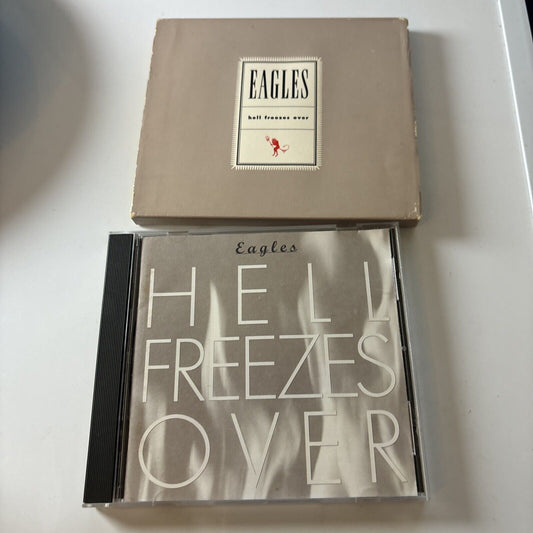 EAGLES
hell freezes over
Eagles
HELL
FREEZES
OVER